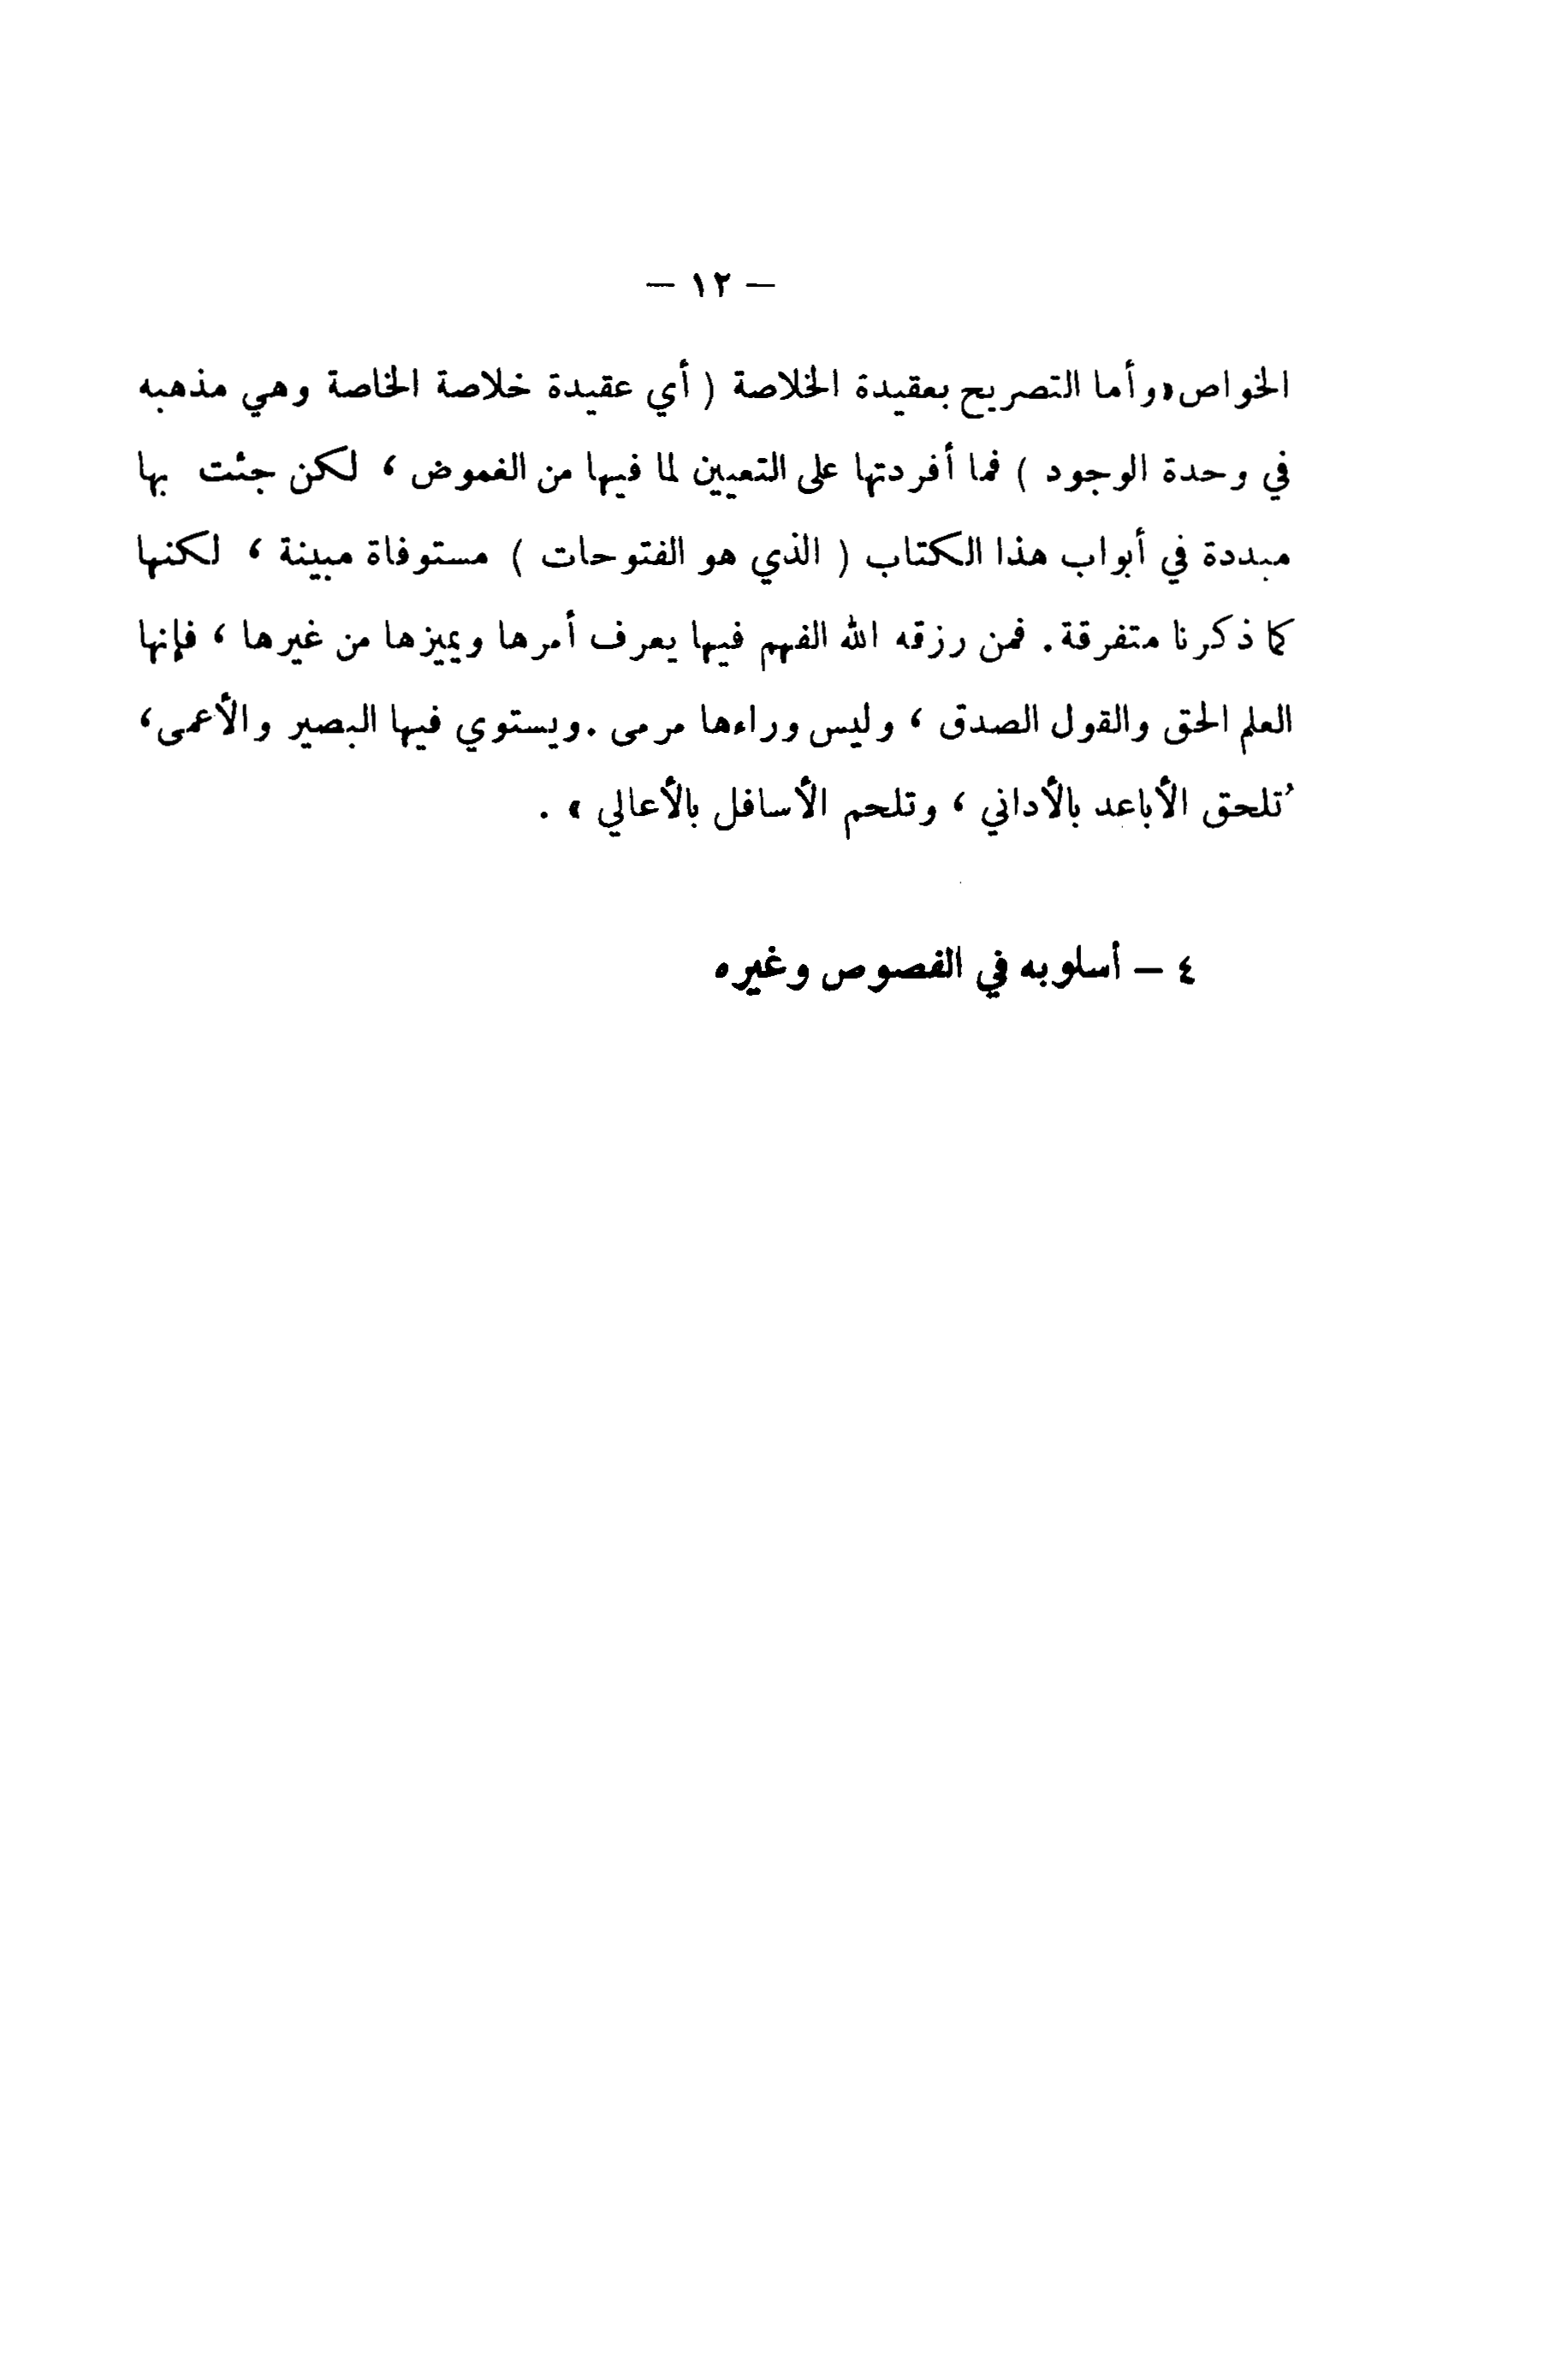 — ١٢ —
الخواص «وأما التصريح بعقيدة الخلاصة ( أي عقيدة خلاصة الخاصة وهي مذهبه
في وحدة الوجود ) فما أفردتها على التعيين لما فيها من الغموض ، لكن جئت بها
مبددة في أبواب هذا الكتاب ( الذي هو الفتوحات ) مستوفاة مبينة ، لكنها
كما ذكرنا متفرقة . فمن رزقه الله الفهم فيها يعرف أمرها ويميزها من غيرها ، فإنها
العلم الحق والقول الصدق ، وليس وراءها مرمى . ويستوي فيها البصير والأعمى ،
تُلحق الأباعد بالأداني ، وتلحم الأسافل بالأعالي » .
٤ — أسلوبه في الفصوص وغيره